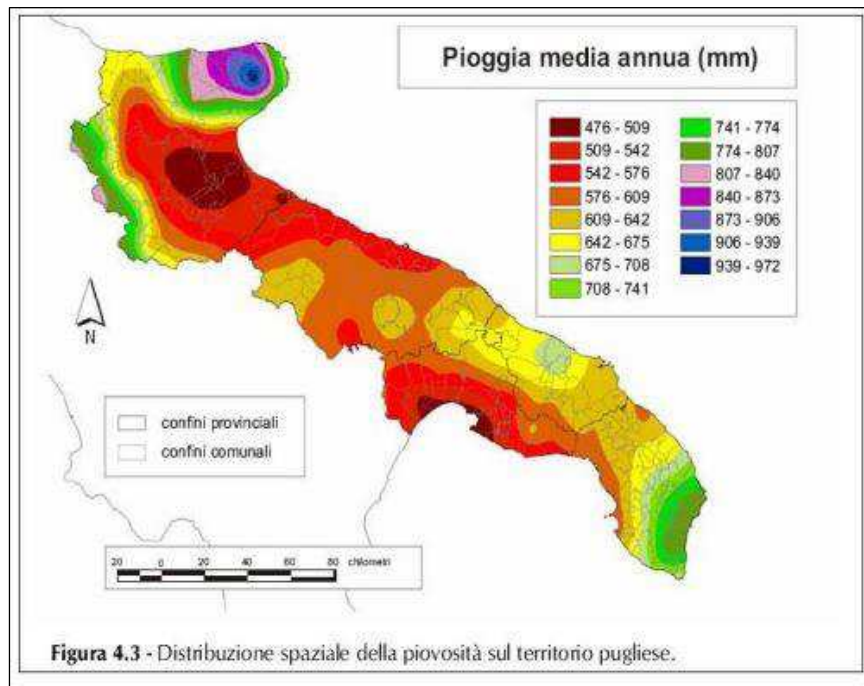 Pioggia media annua (mm)
476 - 509
509 - 542
542 - 576
576 - 609
609 - 642
642 - 675
675 - 708
708 - 741
741 - 774
774 - 807
807 - 840
840 - 873
873 - 906
906 - 939
939 - 972
N
confini provinciali
confini comunali
20 0 20 40 60 80 chilometri
Figura 4.3 - Distribuzione spaziale della piovosità sul territorio pugliese.